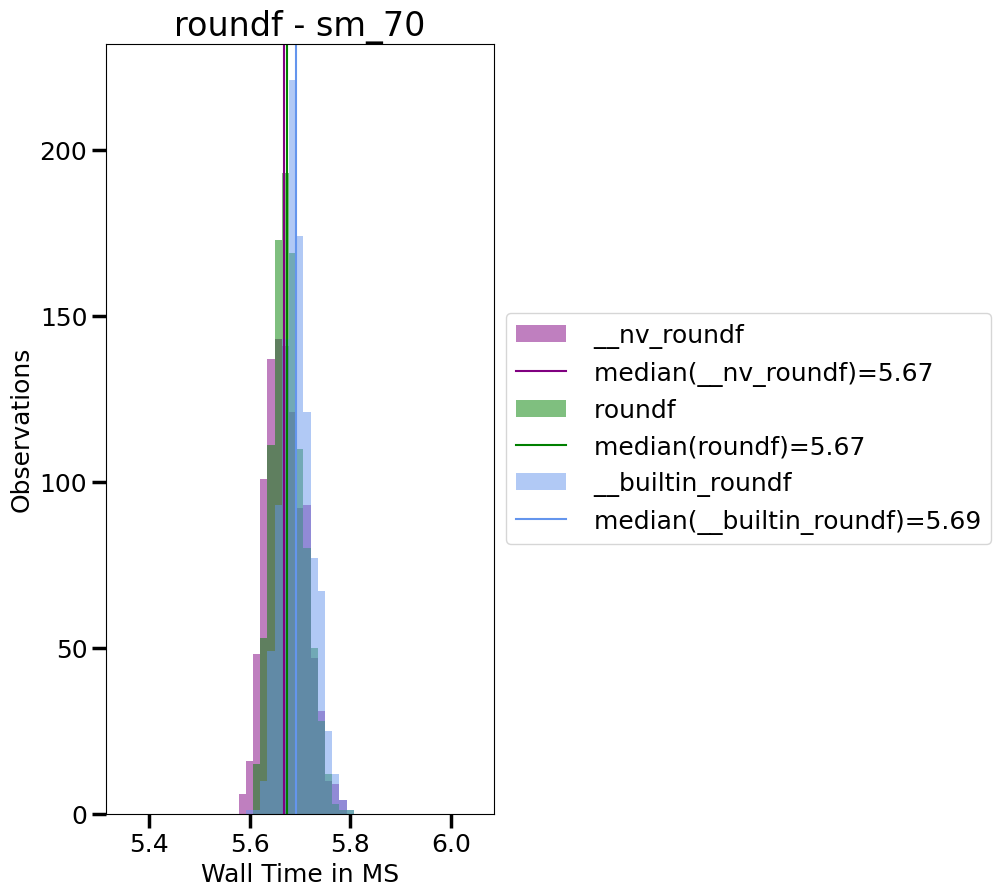 roundf - sm_70
Observations
200
150
100
50
0
5.4 5.6 5.8 6.0
Wall Time in MS
__nv_roundf
median(__nv_roundf)=5.67
roundf
median(roundf)=5.67
__builtin_roundf
median(__builtin_roundf)=5.69